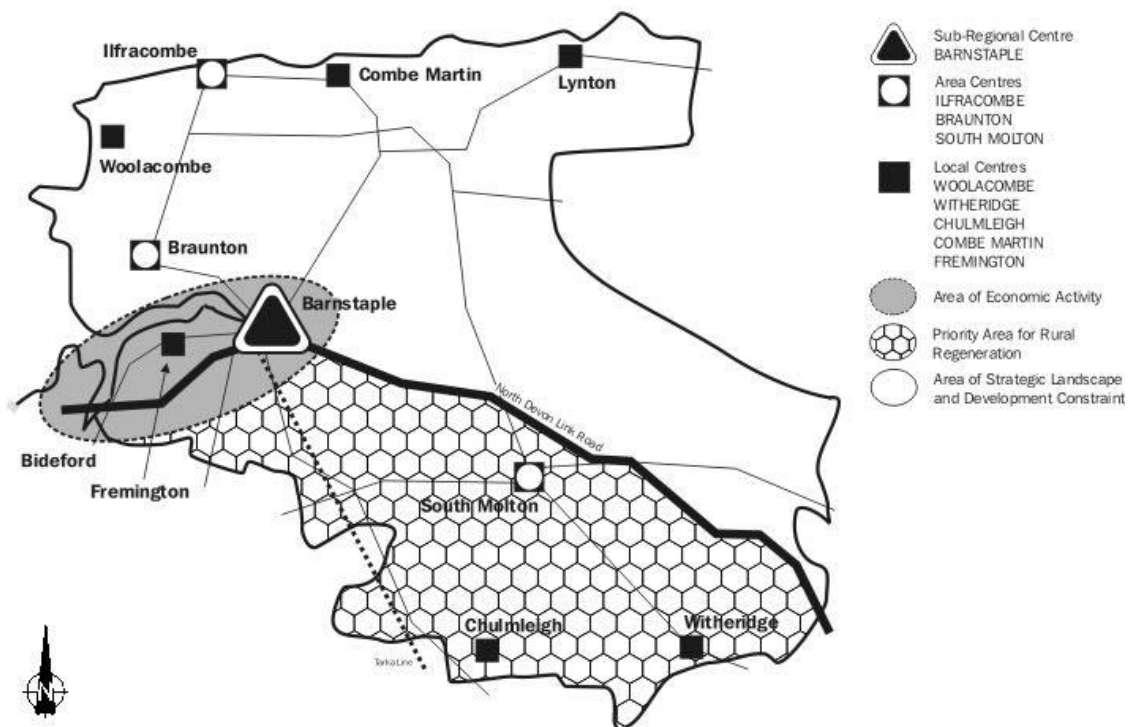 Ilfracombe
Combe Martin
Lynton
Woolacombe
Braunton
Barnstaple
North Devon Link Road
Bideford
Fremington
South Molton
Chulmleigh
Witheridge
Tarka Line
N
Sub-Regional Centre
BARNSTAPLE
Area Centres
ILFRACOMBE
BRAUNTON
SOUTH MOLTON
Local Centres
WOOLACOMBE
WITHERIDGE
CHULMLEIGH
COMBE MARTIN
FREMINGTON
Area of Economic Activity
Priority Area for Rural
Regeneration
Area of Strategic Landscape
and Development Constraint